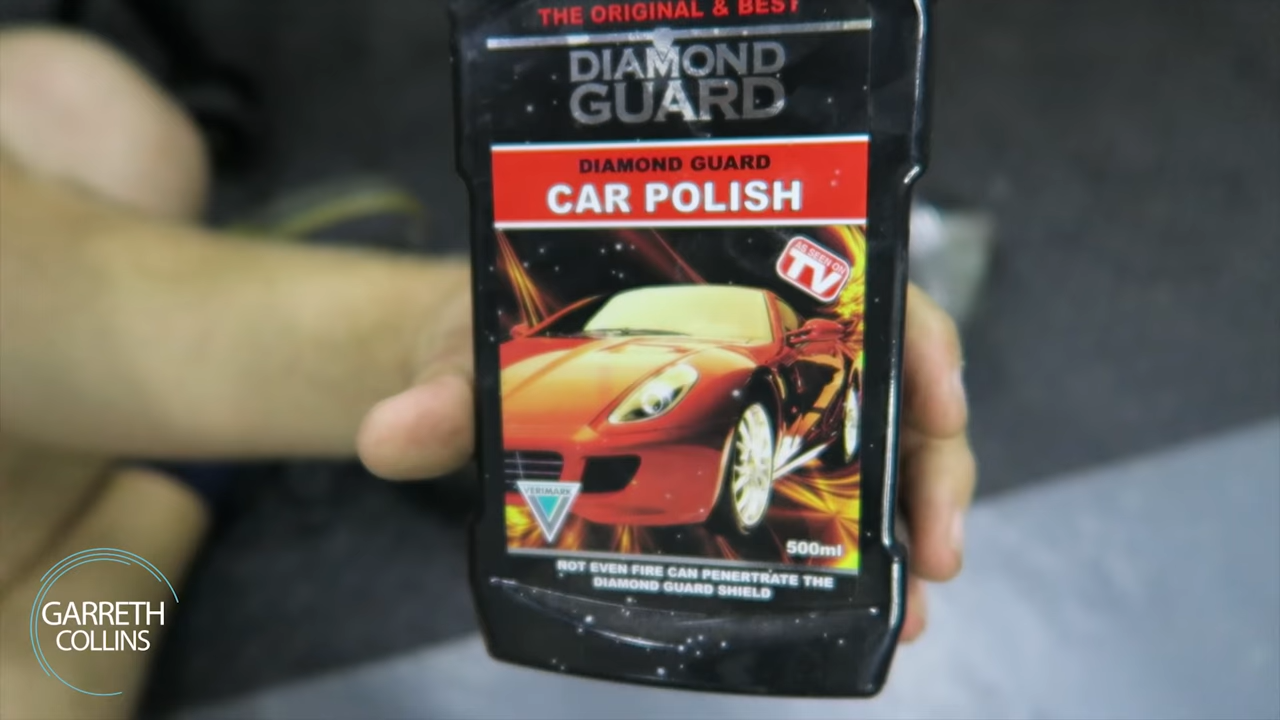 THE ORIGINAL & BEST
DIAMOND
GUARD
DIAMOND GUARD
CAR POLISH
AS SEEN ON
TV
VERIMARK
500ml
NOT EVEN FIRE CAN PENERTRATE THE
DIAMOND GUARD SHIELD
GARRETH
COLLINS